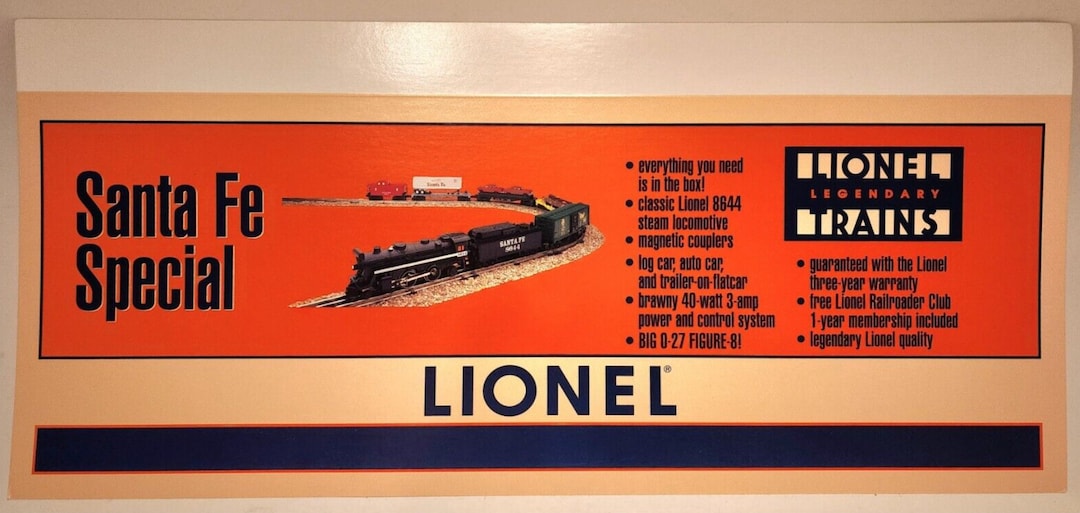 Santa Fe
Special
Santa Fe
SANTA FE
8644
• everything you need
is in the box!
• classic Lionel 8644
steam locomotive
• magnetic couplers
• log car, auto car,
and trailer-on-flatcar
• brawny 40-watt 3-amp
power and control system
• BIG 0-27 FIGURE-8!
LIONEL
LEGENDARY
TRAINS
• guaranteed with the Lionel
three-year warranty
• free Lionel Railroader Club
1-year membership included
• legendary Lionel quality
LIONEL®